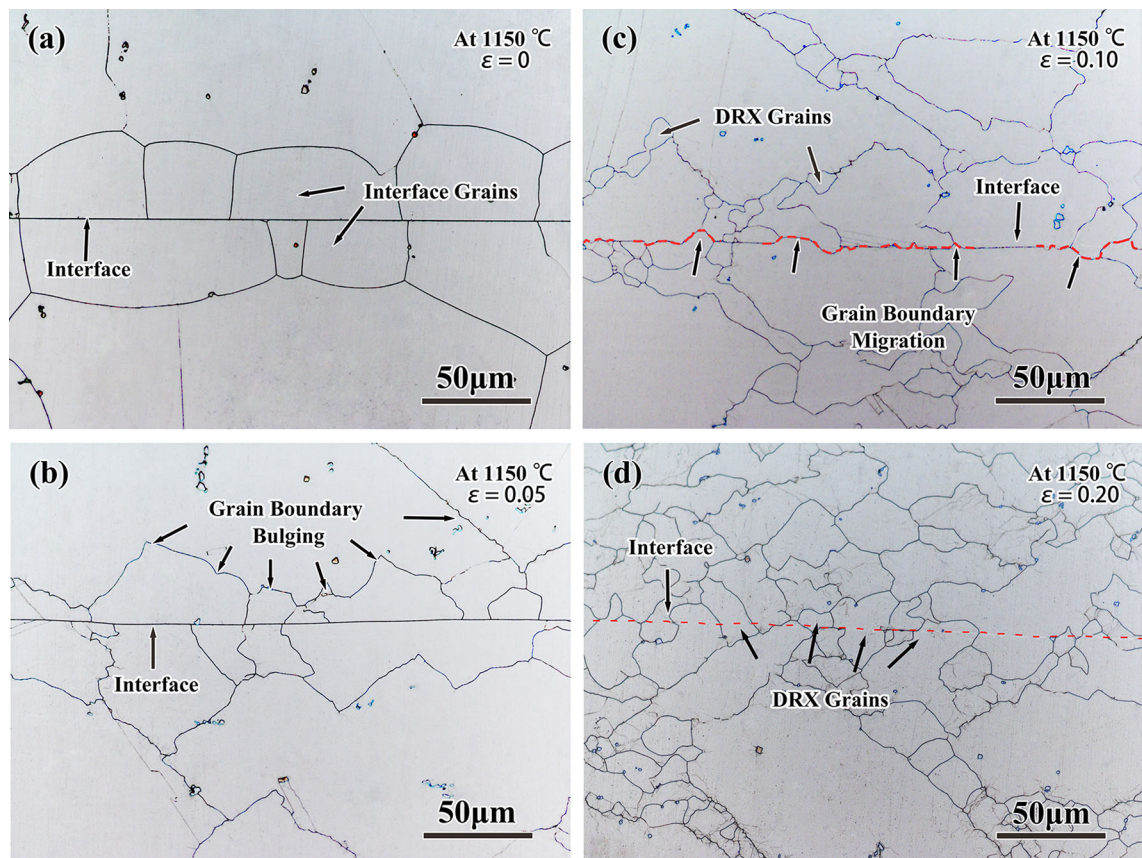 (a)
At 1150 ℃
ε = 0
Interface Grains
Interface
50μm
(b)
At 1150 ℃
ε = 0.05
Grain Boundary
Bulging
Interface
50μm
(c)
At 1150 ℃
ε = 0.10
DRX Grains
Interface
Grain Boundary
Migration
50μm
(d)
At 1150 ℃
ε = 0.20
Interface
DRX Grains
50μm